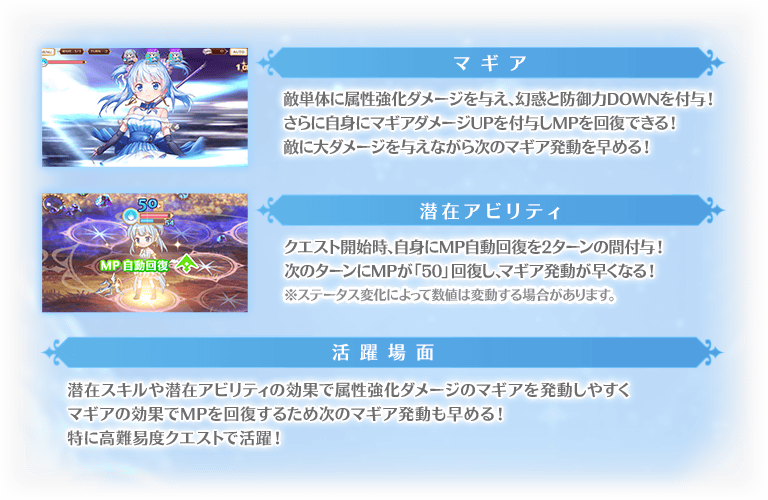 マギア
敵単体に属性強化ダメージを与え、幻惑と防御力DOWNを付与！
さらに自身にマギアダメージUPを付与しMPを回復できる！
敵に大ダメージを与えながら次のマギア発動を早める！
50
MP自動回復
潜在アビリティ
クエスト開始時、自身にMP自動回復を2ターンの間付与！
次のターンにMPが「50」回復し、マギア発動が早くなる！
※ステータス変化によって数値は変動する場合があります。
活躍場面
潜在スキルや潜在アビリティの効果で属性強化ダメージのマギアを発動しやすく
マギアの効果でMPを回復するため次のマギア発動も早める！
特に高難易度クエストで活躍！